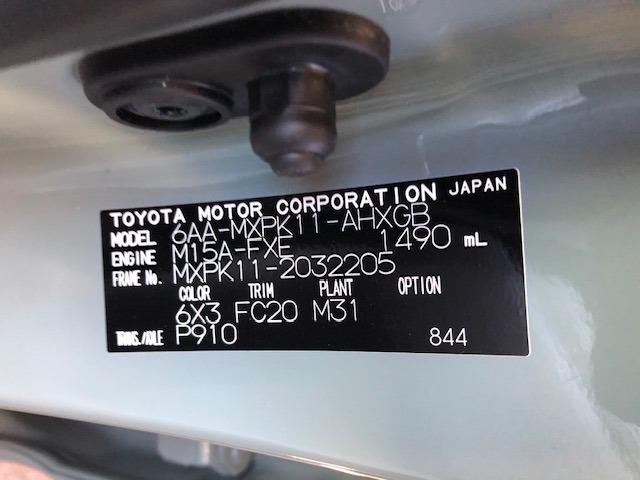 TOYOTA MOTOR CORPORATION JAPAN
MODEL 6AA-MXPK11-AHXGB
ENGINE M15A-FXE 1490 mL
FRAME No. MXPK11-2032205
COLOR TRIM PLANT OPTION
6X3 FC20 M31
TRANS./AXLE P910 844